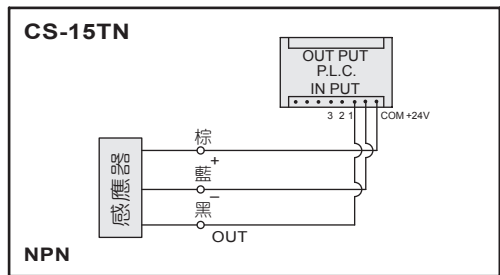 CS-15TN
OUT PUT
P.L.C.
IN PUT
3 2 1 COM +24V
棕
+
感應器
藍
−
黑
OUT
NPN